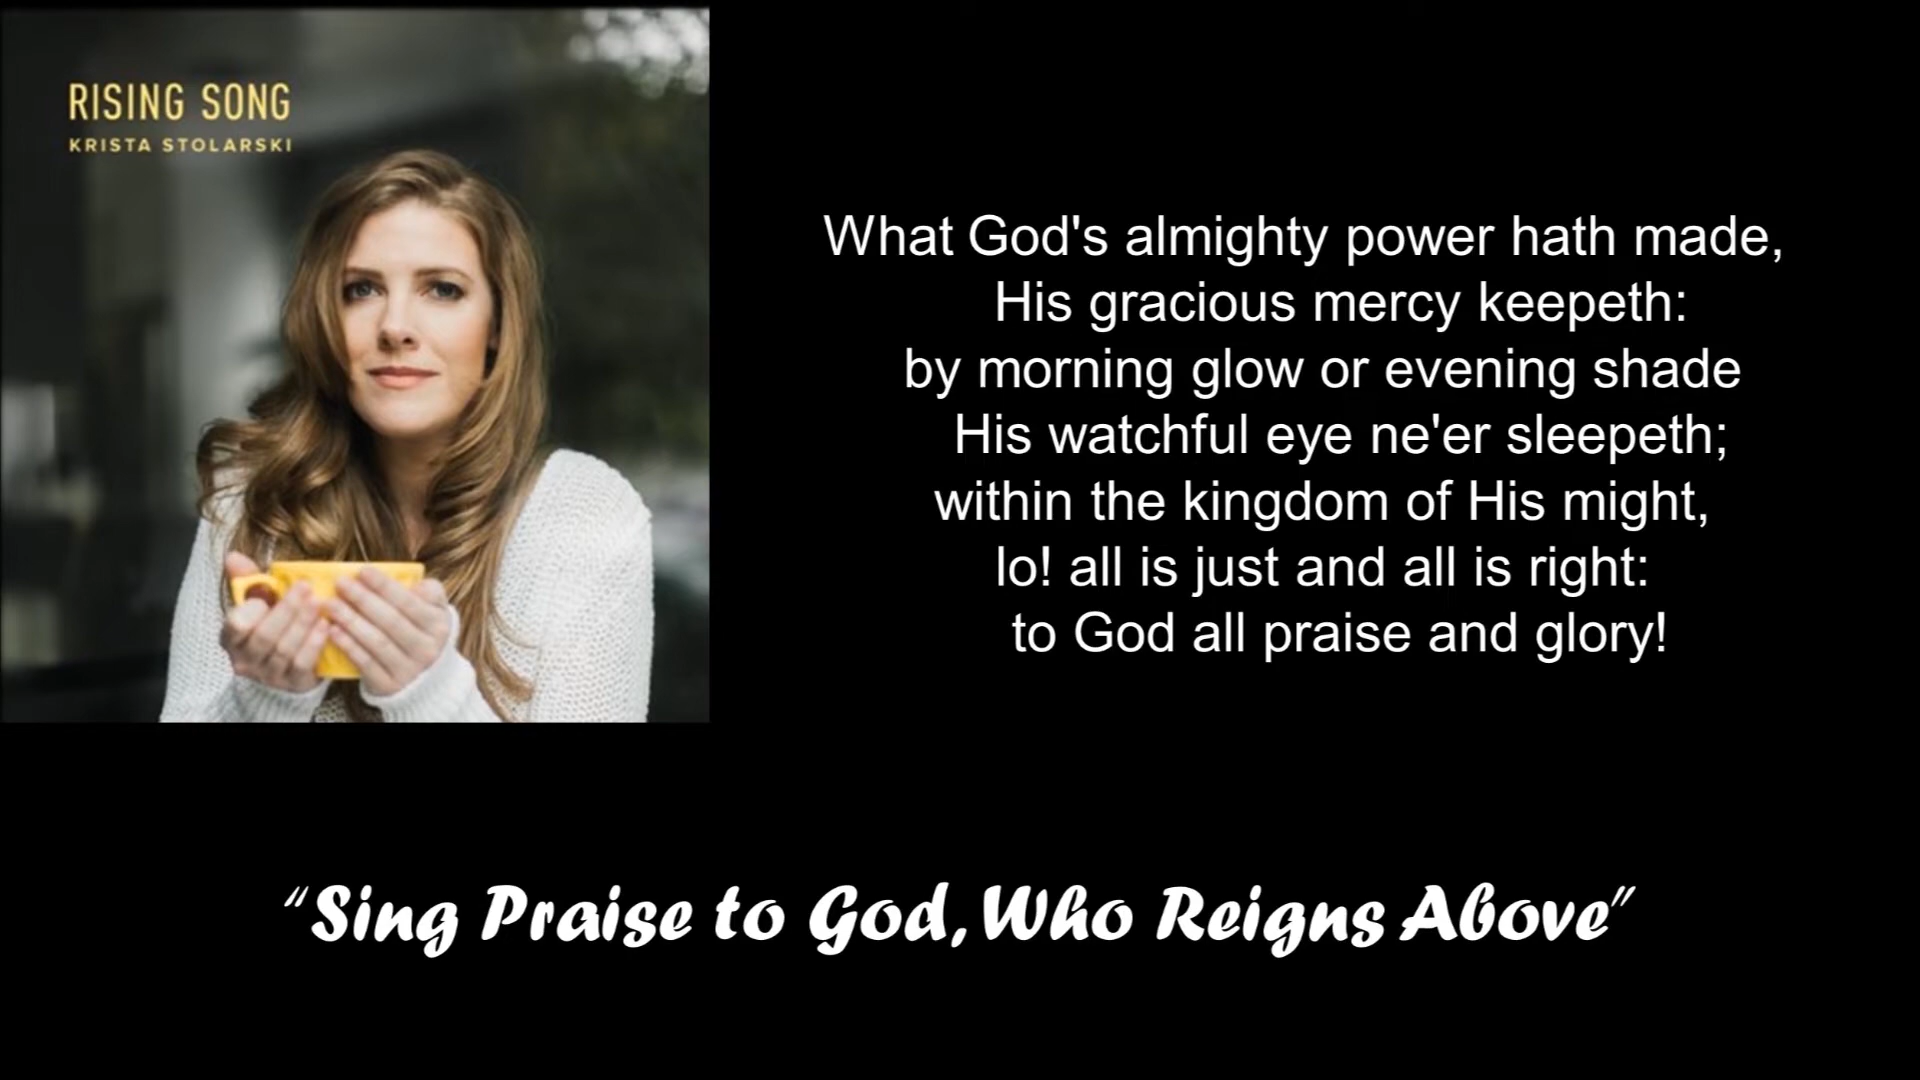 RISING SONG
KRISTA STOLARSKI
What God's almighty power hath made,
His gracious mercy keepeth:
by morning glow or evening shade
His watchful eye ne'er sleepeth;
within the kingdom of His might,
lo! all is just and all is right:
to God all praise and glory!
“Sing Praise to God, Who Reigns Above”